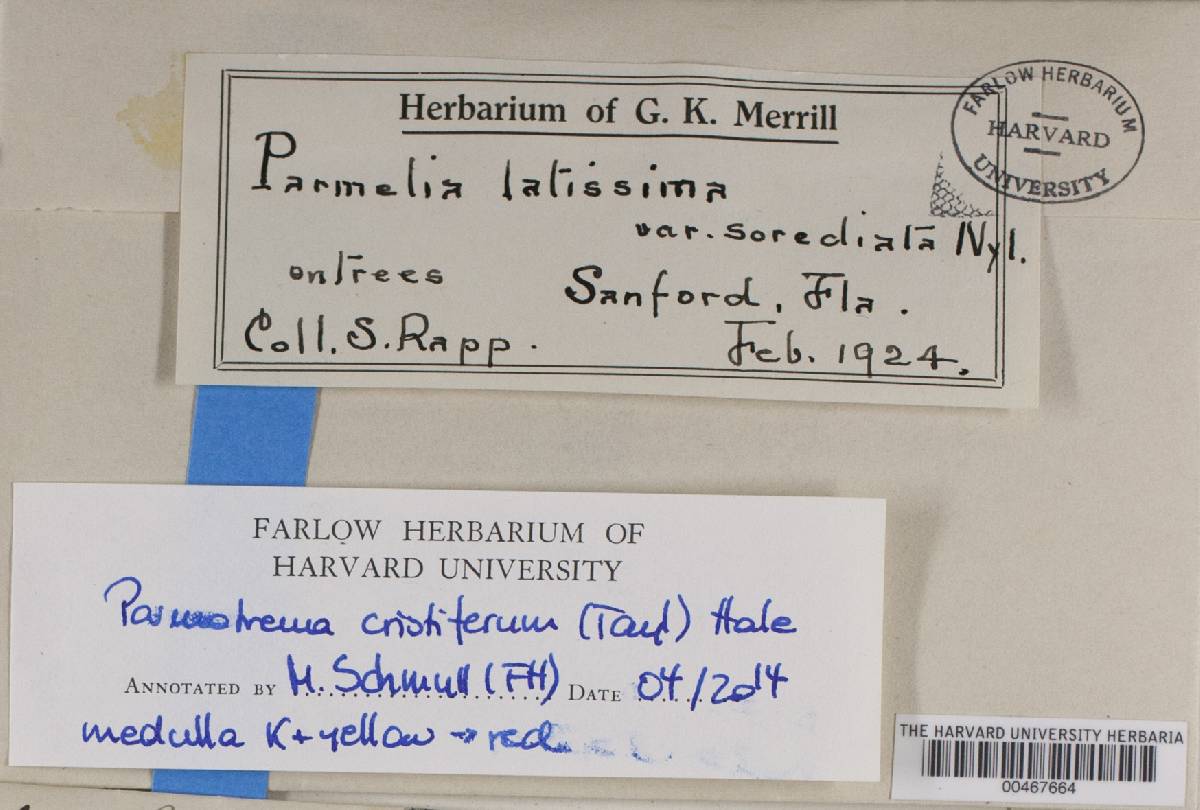 Herbarium of G. K. Merrill
FARLOW HERBARIUM
HARVARD
UNIVERSITY
Parmelia latissima
var. sorediata Nyl.
on trees
Sanford, Fla.
Coll. S. Rapp.
Feb. 1924.
FARLOW HERBARIUM OF
HARVARD UNIVERSITY
Parmotrema cristiferum (Tayl) Hale
ANNOTATED BY M. Schmull (FH) DATE 04/2014
medulla K+ yellow → red
THE HARVARD UNIVERSITY HERBARIA
00467664